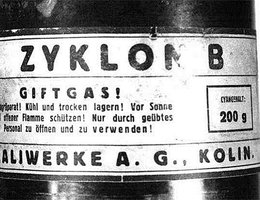 ZYKLON B
GIFTGAS!
Kühl und trocken lagern! Vor Sonne
offener Flamme schützen! Nur durch geübtes
Personal zu öffnen und zu verwenden!
CYANGEHALT:
200 g
ALIWERKE A. G., KOLIN.